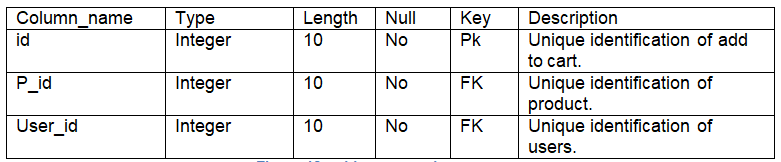 Column_name Type Length Null Key Description
id Integer 10 No Pk Unique identification of add
to cart.
P_id Integer 10 No FK Unique identification of
product.
User_id Integer 10 No FK Unique identification of
users.